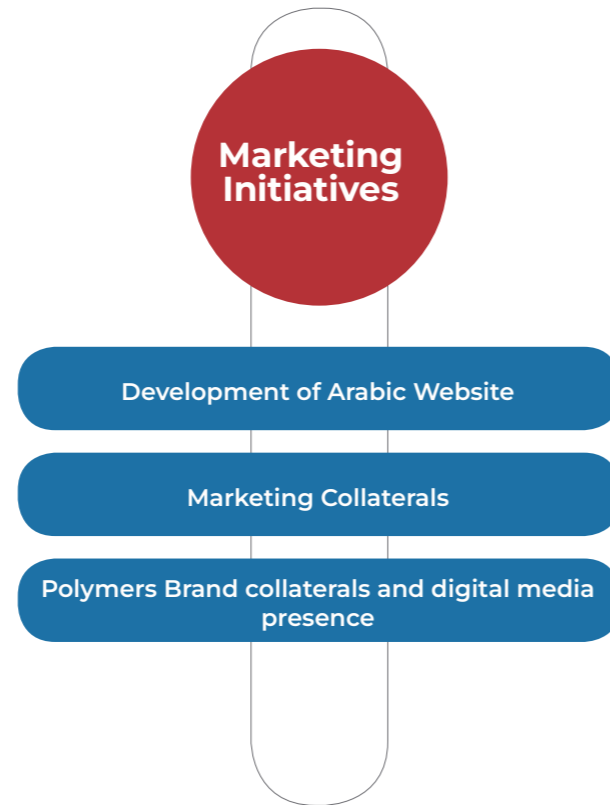 Marketing
Initiatives
Development of Arabic Website
Marketing Collaterals
Polymers Brand collaterals and digital media
presence